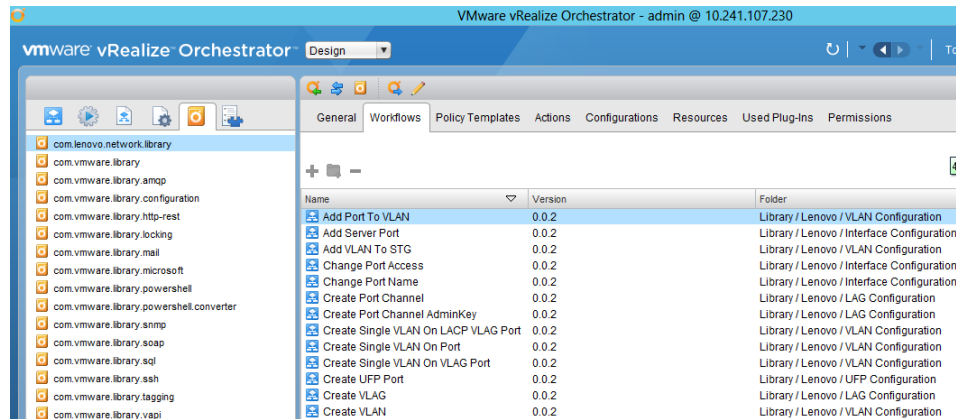 VMware vRealize Orchestrator - admin @ 10.241.107.230
vmware vRealize Orchestrator Design
General Workflows Policy Templates Actions Configurations Resources Used Plug-Ins Permissions
com.lenovo.network.library
com.vmware.library
com.vmware.library.amqp
com.vmware.library.configuration
com.vmware.library.http-rest
com.vmware.library.locking
com.vmware.library.mail
com.vmware.library.microsoft
com.vmware.library.powershell
com.vmware.library.powershell.converter
com.vmware.library.snmp
com.vmware.library.soap
com.vmware.library.sql
com.vmware.library.ssh
com.vmware.library.tagging
com.vmware.library.vapi
Name Version Folder
Add Port To VLAN 0.0.2 Library / Lenovo / VLAN Configuration
Add Server Port 0.0.2 Library / Lenovo / Interface Configuration
Add VLAN To STG 0.0.2 Library / Lenovo / VLAN Configuration
Change Port Access 0.0.2 Library / Lenovo / Interface Configuration
Change Port Name 0.0.2 Library / Lenovo / Interface Configuration
Create Port Channel 0.0.2 Library / Lenovo / LAG Configuration
Create Port Channel AdminKey 0.0.2 Library / Lenovo / LAG Configuration
Create Single VLAN On LACP VLAG Port 0.0.2 Library / Lenovo / VLAN Configuration
Create Single VLAN On Port 0.0.2 Library / Lenovo / VLAN Configuration
Create Single VLAN On VLAG Port 0.0.2 Library / Lenovo / VLAN Configuration
Create UFP Port 0.0.2 Library / Lenovo / UFP Configuration
Create VLAG 0.0.2 Library / Lenovo / LAG Configuration
Create VLAN 0.0.2 Library / Lenovo / VLAN Configuration